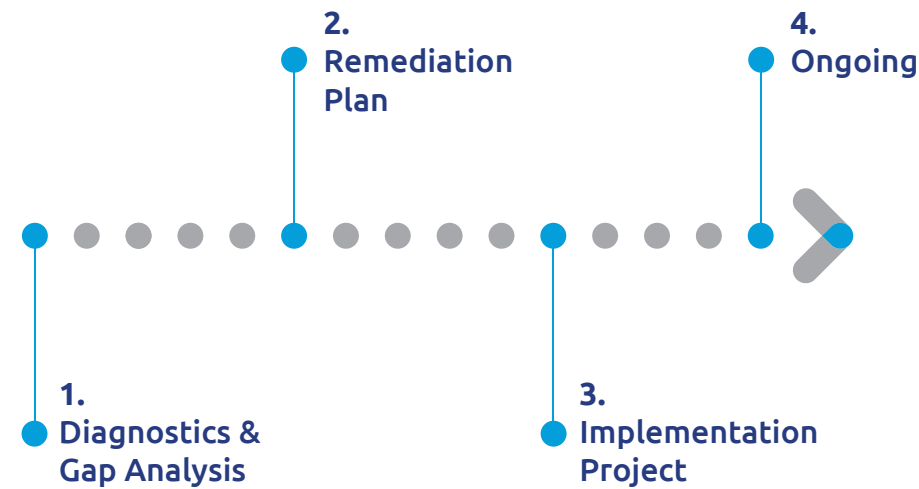 1.
Diagnostics &
Gap Analysis
2.
Remediation
Plan
3.
Implementation
Project
4.
Ongoing